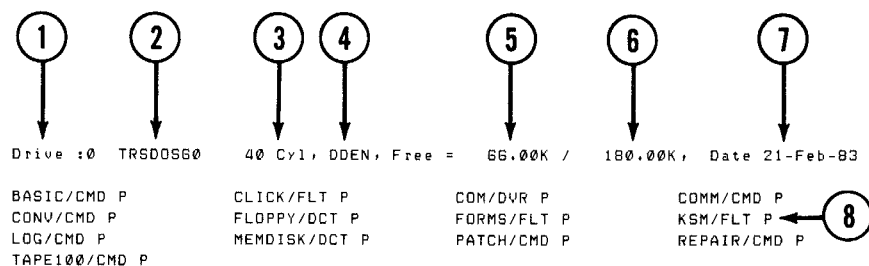 1 2 3 4 5 6 7
Drive :0 TRSDOS60 40 Cyl, DDEN, Free = 66.00K / 180.00K, Date 21-Feb-83
BASIC/CMD P CLICK/FLT P COM/DVR P COMM/CMD P
CONV/CMD P FLOPPY/DCT P FORMS/FLT P KSM/FLT P 8
LOG/CMD P MEMDISK/DCT P PATCH/CMD P REPAIR/CMD P
TAPE100/CMD P